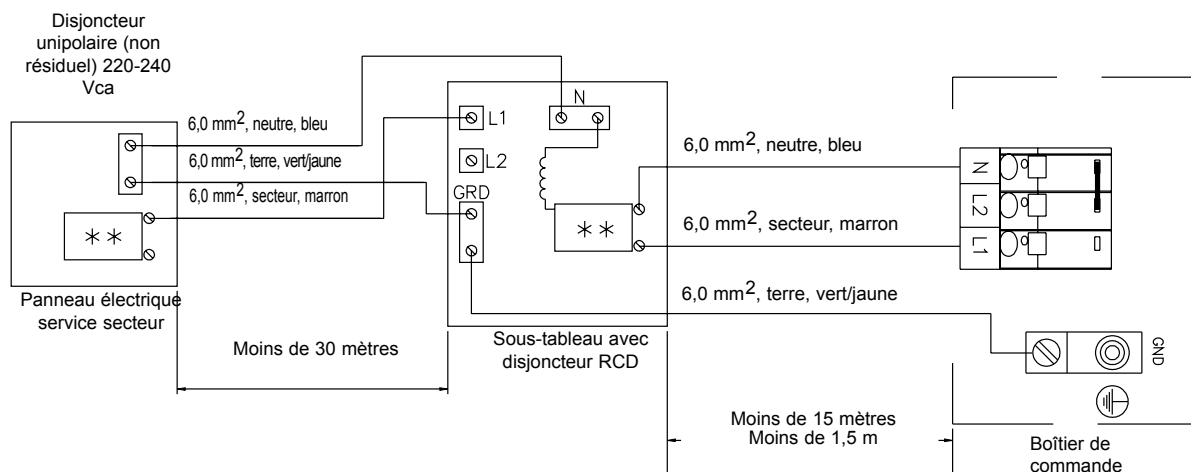 Disjoncteur
unipolaire (non
résiduel) 220-240
Vca
6,0 mm², neutre, bleu
6,0 mm², terre, vert/jaune
6,0 mm², secteur, marron
**
Panneau électrique
service secteur
Moins de 30 mètres
N
L1
L2
GRD
**
Sous-tableau avec
disjoncteur RCD
6,0 mm², neutre, bleu
6,0 mm², secteur, marron
6,0 mm², terre, vert/jaune
Moins de 15 mètres
Moins de 1,5 m
N
L2
L1
GND
Boîtier de
commande